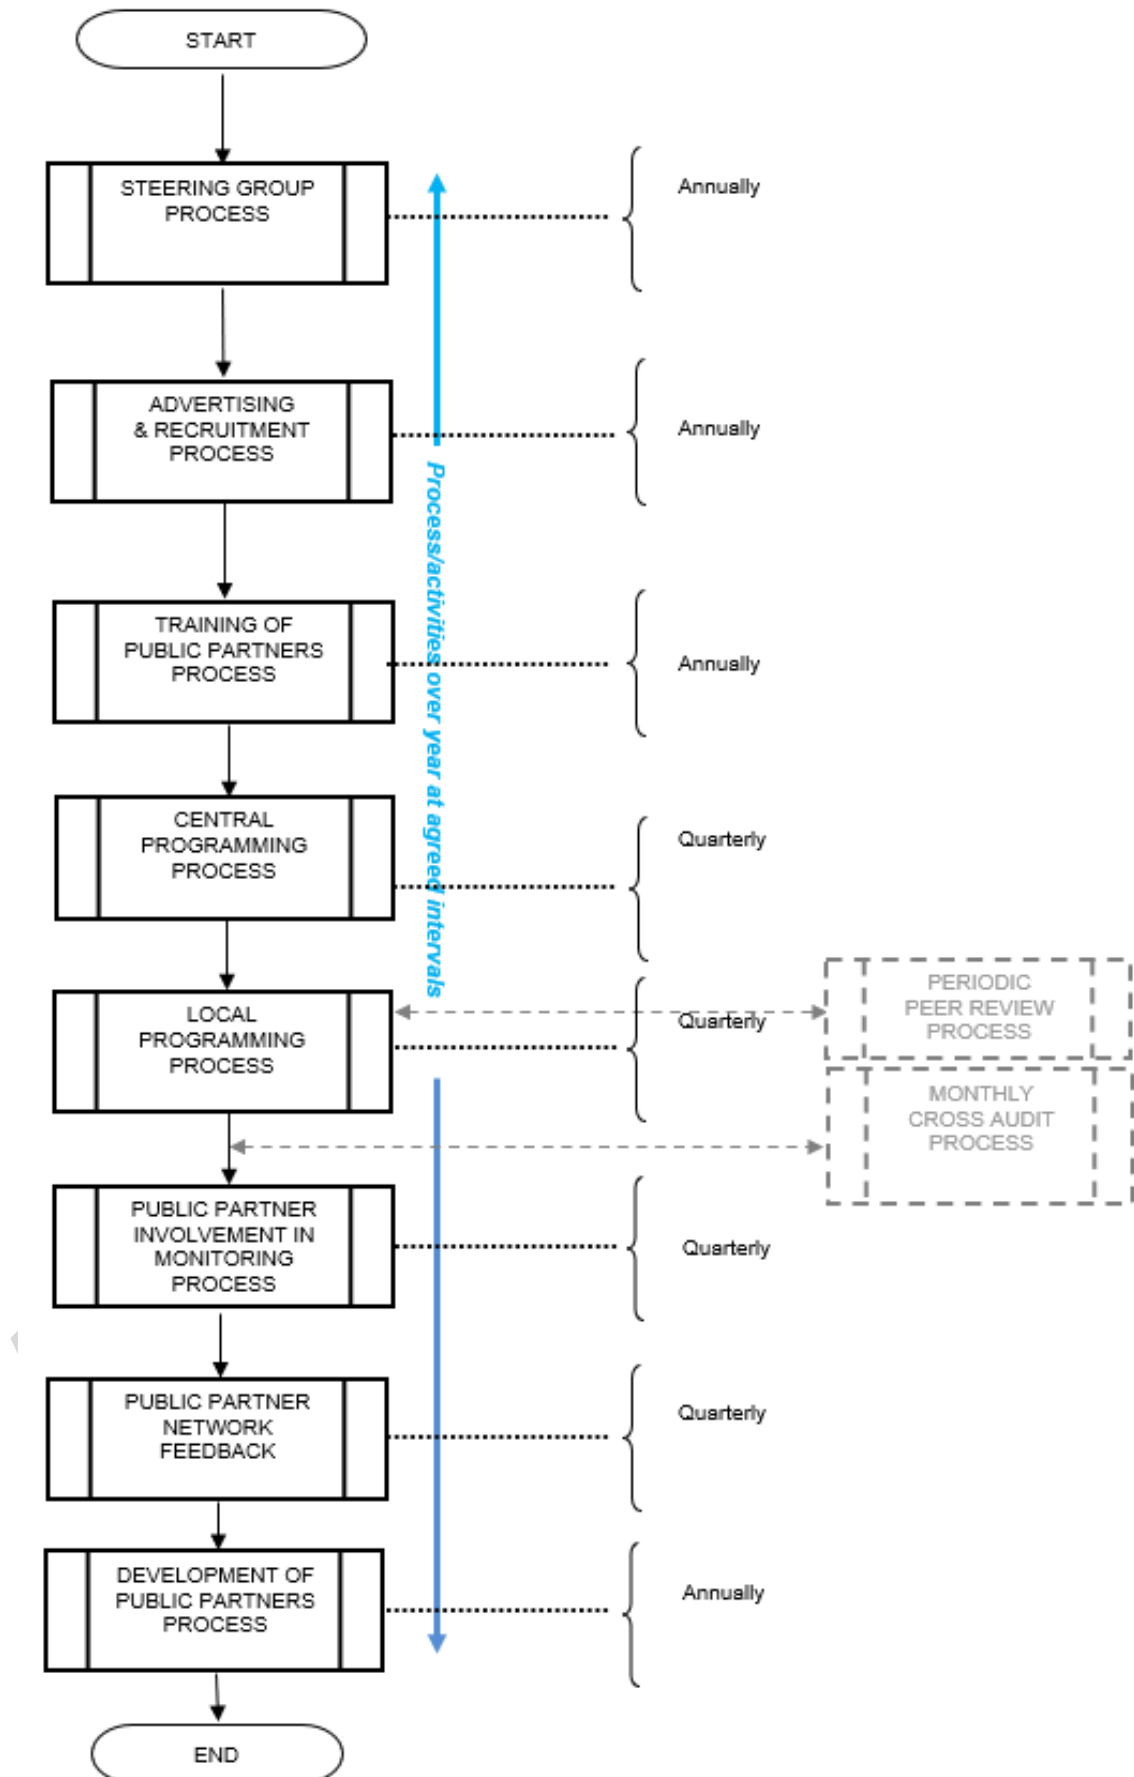 START
STEERING GROUP
PROCESS
Annually
ADVERTISING
& RECRUITMENT
PROCESS
Annually
Process/activities over year at agreed intervals
TRAINING OF
PUBLIC PARTNERS
PROCESS
Annually
CENTRAL
PROGRAMMING
PROCESS
Quarterly
LOCAL
PROGRAMMING
PROCESS
Quarterly
PERIODIC
PEER REVIEW
PROCESS
MONTHLY
CROSS AUDIT
PROCESS
PUBLIC PARTNER
INVOLVEMENT IN
MONITORING
PROCESS
Quarterly
PUBLIC PARTNER
NETWORK
FEEDBACK
Quarterly
DEVELOPMENT OF
PUBLIC PARTNERS
PROCESS
Annually
END